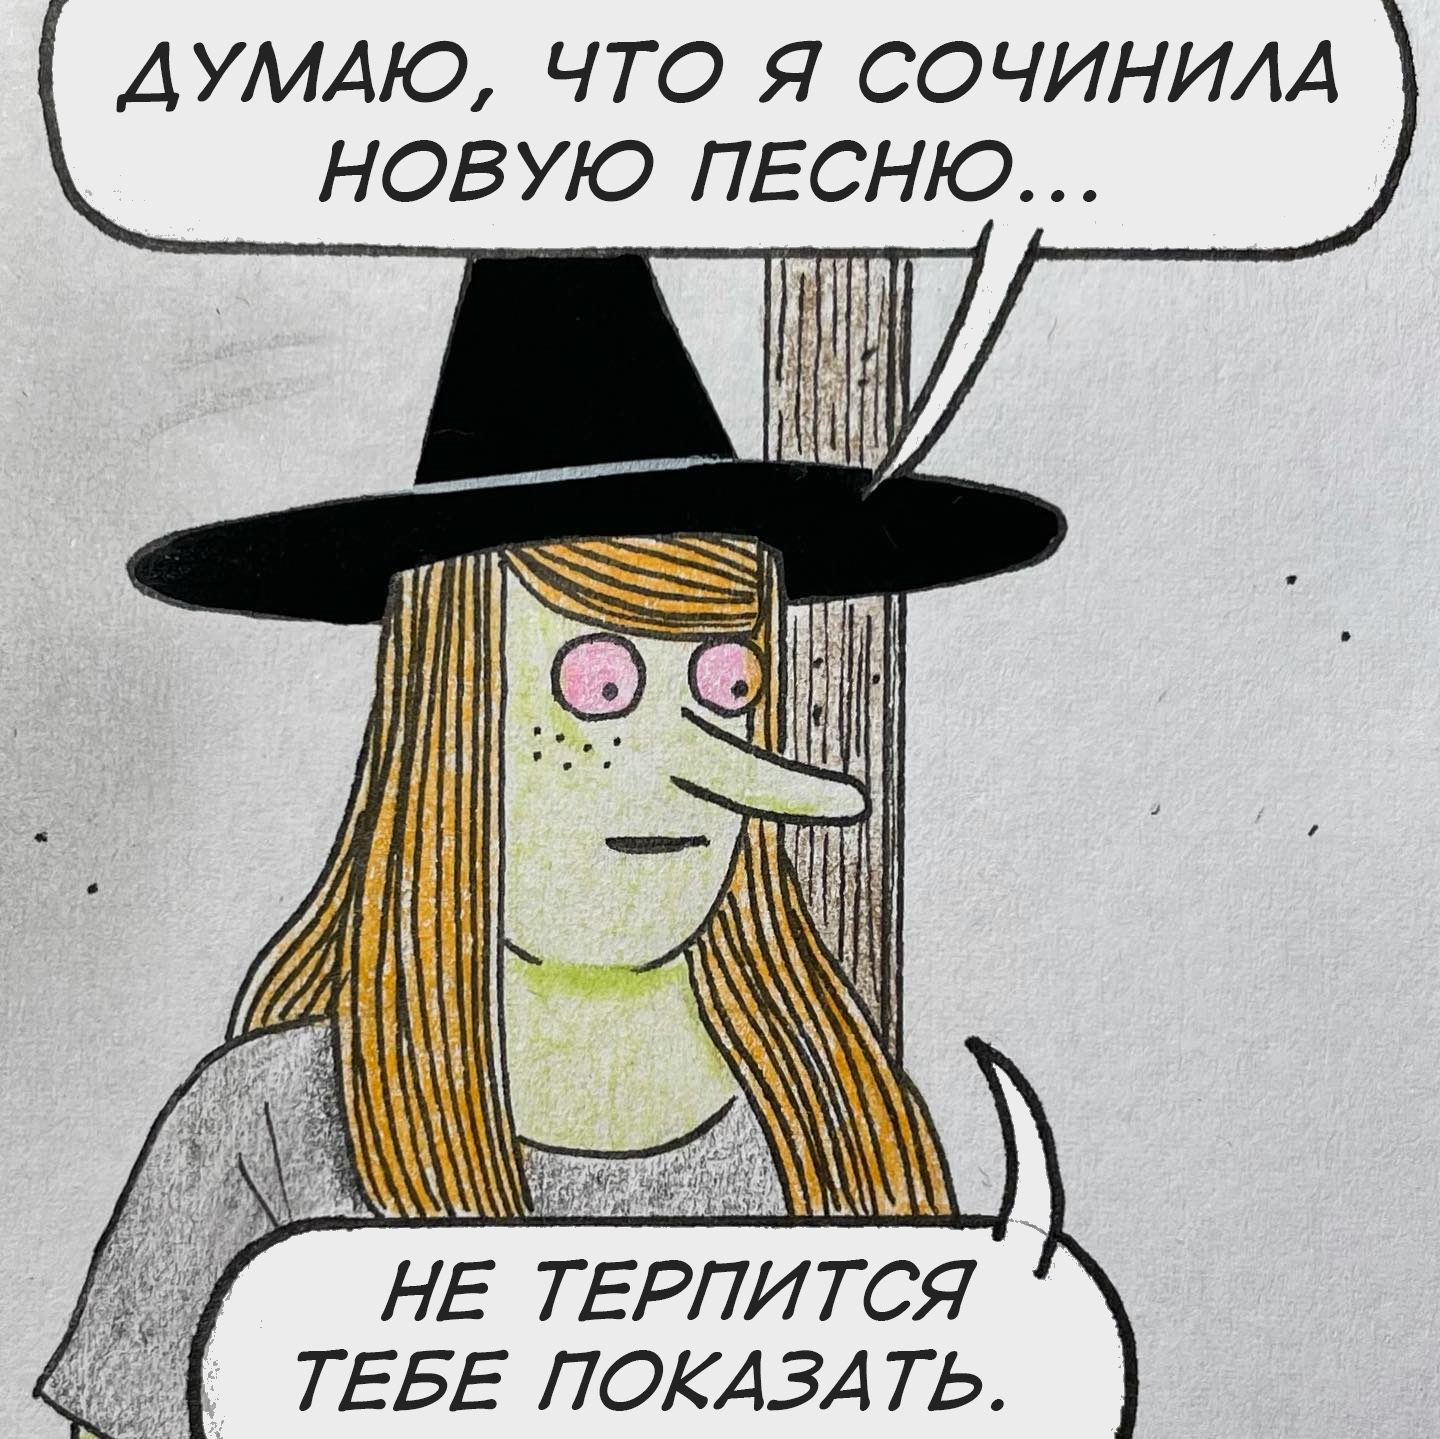 ДУМАЮ, ЧТО Я СОЧИНИЛА
НОВУЮ ПЕСНЮ...
НЕ ТЕРПИТСЯ
ТЕБЕ ПОКАЗАТЬ.